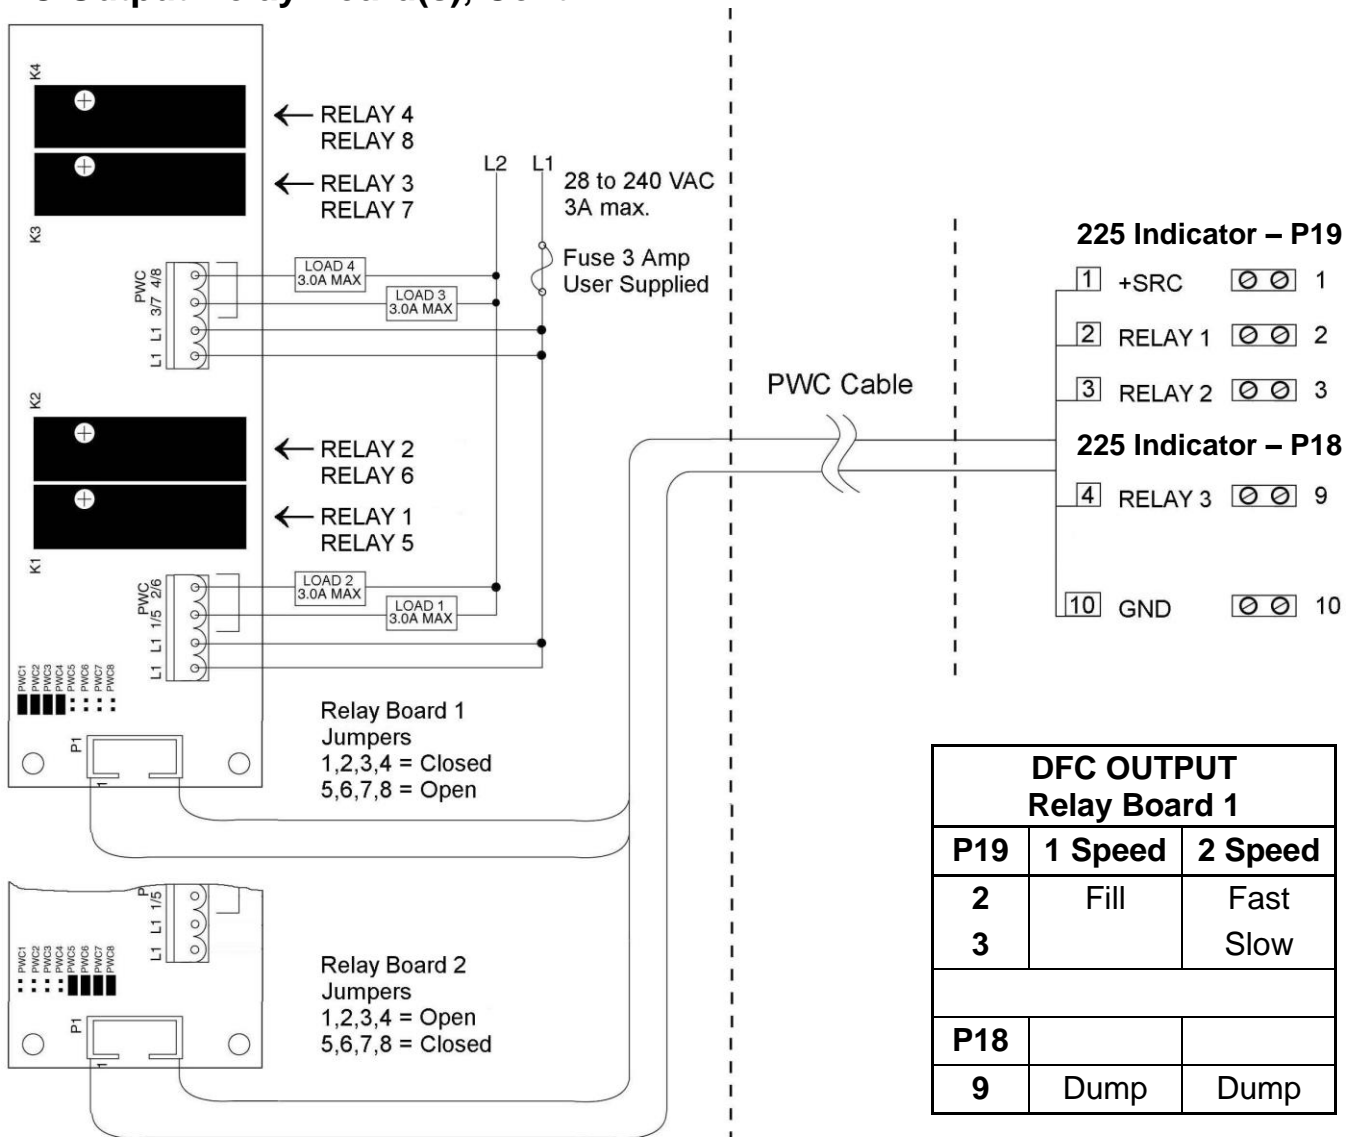 K4
RELAY 4
RELAY 8
RELAY 3
RELAY 7
K3
L2 L1
28 to 240 VAC
3A max.
Fuse 3 Amp
User Supplied
PWC
L1 L1 3/7 4/8
LOAD 4
3.0A MAX
LOAD 3
3.0A MAX
K2
RELAY 2
RELAY 6
RELAY 1
RELAY 5
K1
PWC
L1 L1 1/5 2/6
LOAD 2
3.0A MAX
LOAD 1
3.0A MAX
PWC1
PWC2
PWC3
PWC4
PWC5
PWC6
PWC7
PWC8
P1
1
Relay Board 1
Jumpers
1,2,3,4 = Closed
5,6,7,8 = Open
L1 L1 1/5
PWC1
PWC2
PWC3
PWC4
PWC5
PWC6
PWC7
PWC8
P1
1
Relay Board 2
Jumpers
1,2,3,4 = Open
5,6,7,8 = Closed
PWC Cable
225 Indicator – P19
1 +SRC 1
2 RELAY 1 2
3 RELAY 2 3
225 Indicator – P18
4 RELAY 3 9
10 GND 10
DFC OUTPUT
Relay Board 1
P19 1 Speed 2 Speed
2 Fill Fast
3 Slow
P18
9 Dump Dump